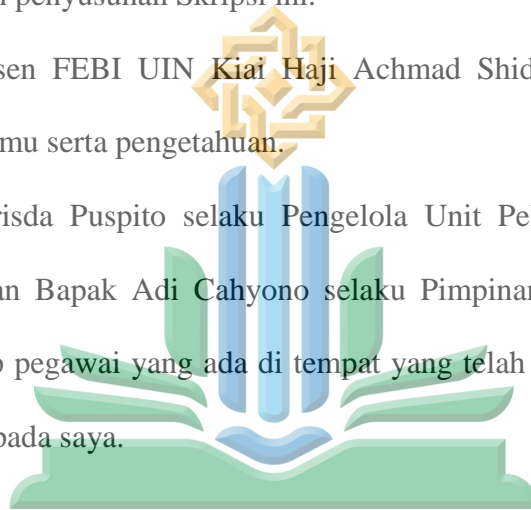 penyusunan Skripsi ini.
FEBI UIN Kiai Haji Achmad
serta pengetahuan.
Puspito selaku Pengelola Unit
Bapak Adi Cahyono selaku Pimpinan
pegawai yang ada di tempat yang telah
saya.